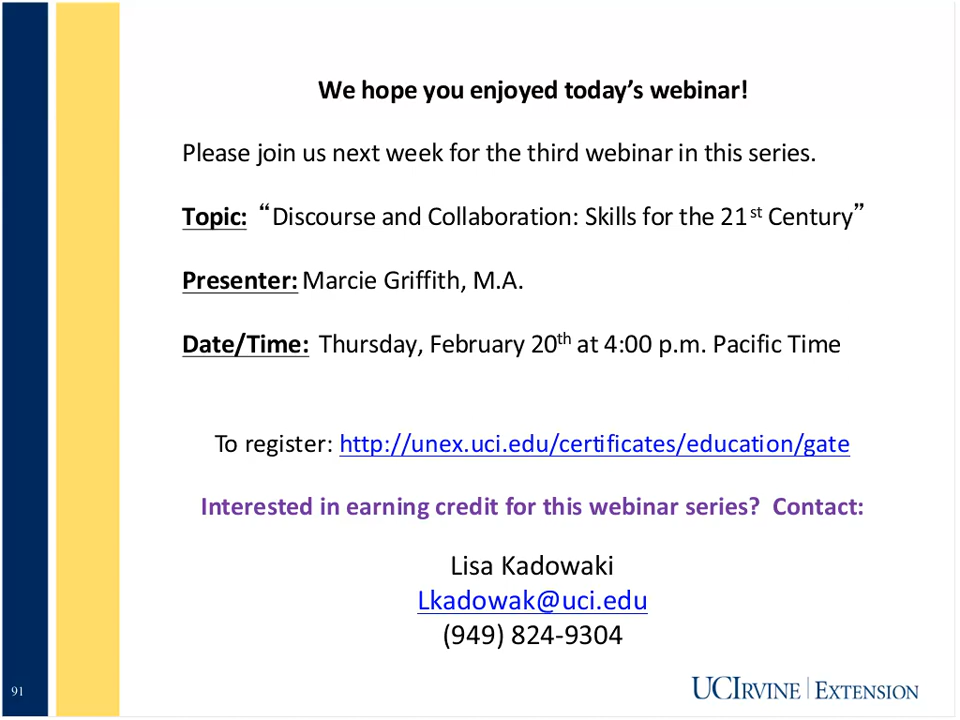 We hope you enjoyed today’s webinar!
Please join us next week for the third webinar in this series.
Topic: “Discourse and Collaboration: Skills for the 21st Century”
Presenter: Marcie Griffith, M.A.
Date/Time: Thursday, February 20th at 4:00 p.m. Pacific Time
To register: http://unex.uci.edu/certificates/education/gate
Interested in earning credit for this webinar series? Contact:
Lisa Kadowaki
Lkadowak@uci.edu
(949) 824-9304
91
UCIRVINE | EXTENSION